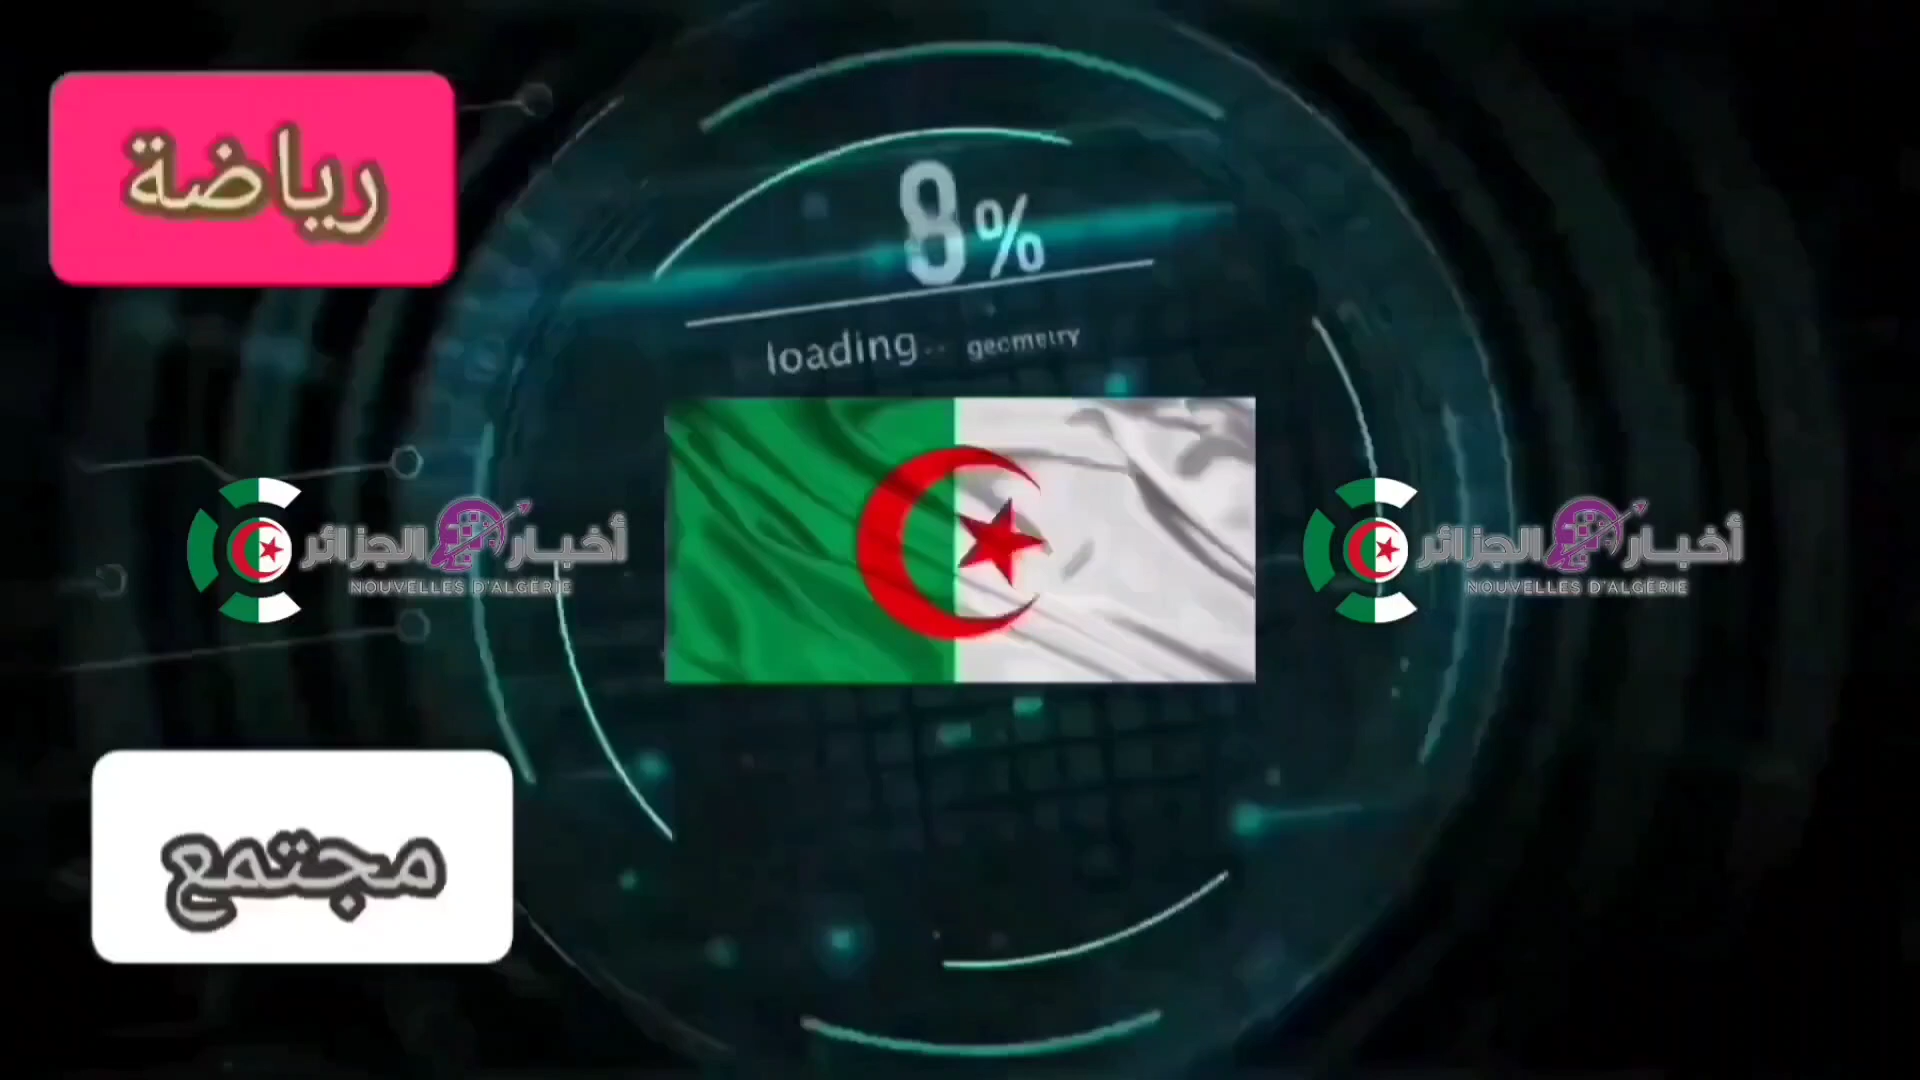 رياضة
8%
loading-- geometry
أخبار الجزائر
NOUVELLES D'ALGÉRIE
أخبار الجزائر
NOUVELLES D'ALGÉRIE
مجتمع